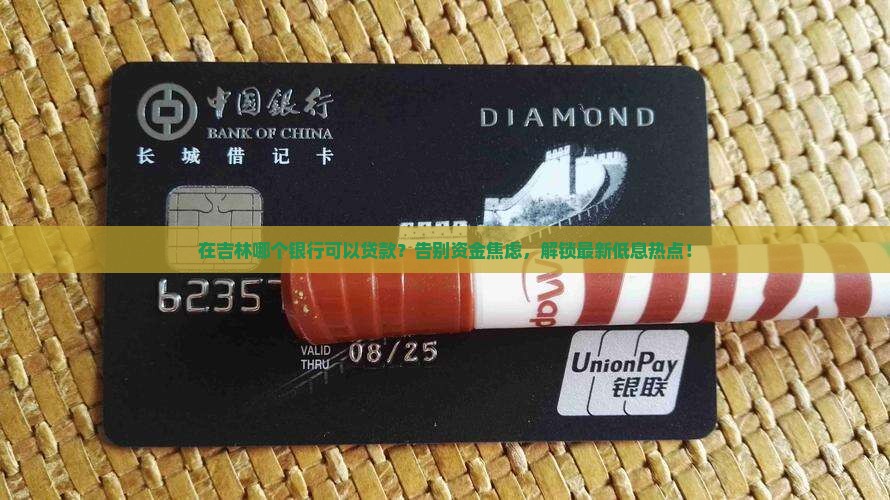 中国银行
BANK OF CHINA
长城借记卡
DIAMOND
在吉林哪个银行可以贷款?告别资金焦虑,解锁最新低息热点!
6235
Wap
VALID
THRU
08/25
UnionPay
银联